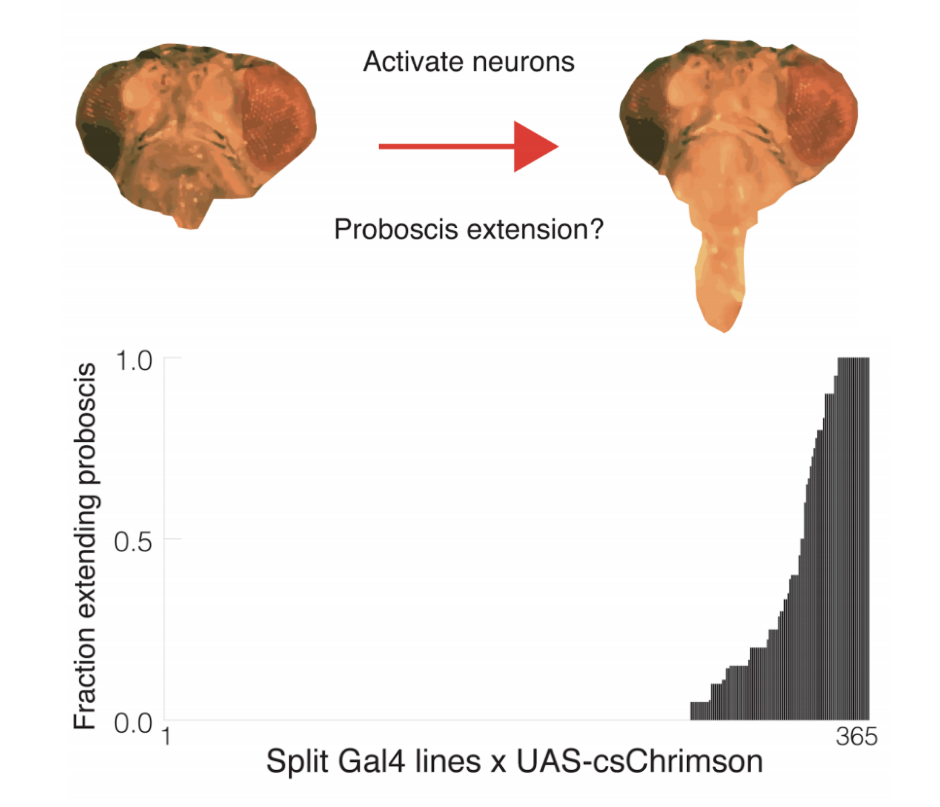 Activate neurons
Proboscis extension?
Fraction extending proboscis
1.0
0.5
0.0
1
365
Split Gal4 lines x UAS-csChrimson